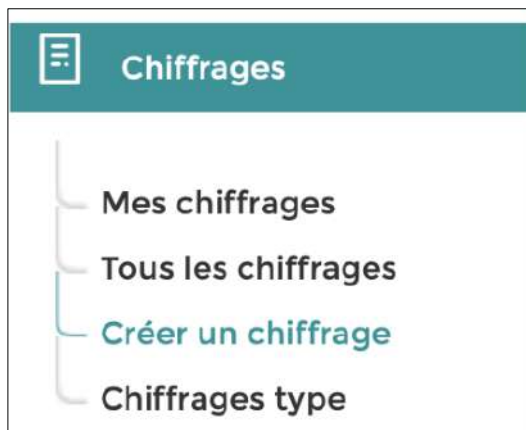 Chiffrages
Mes chiffrages
Tous les chiffrages
Créer un chiffrage
Chiffrages type